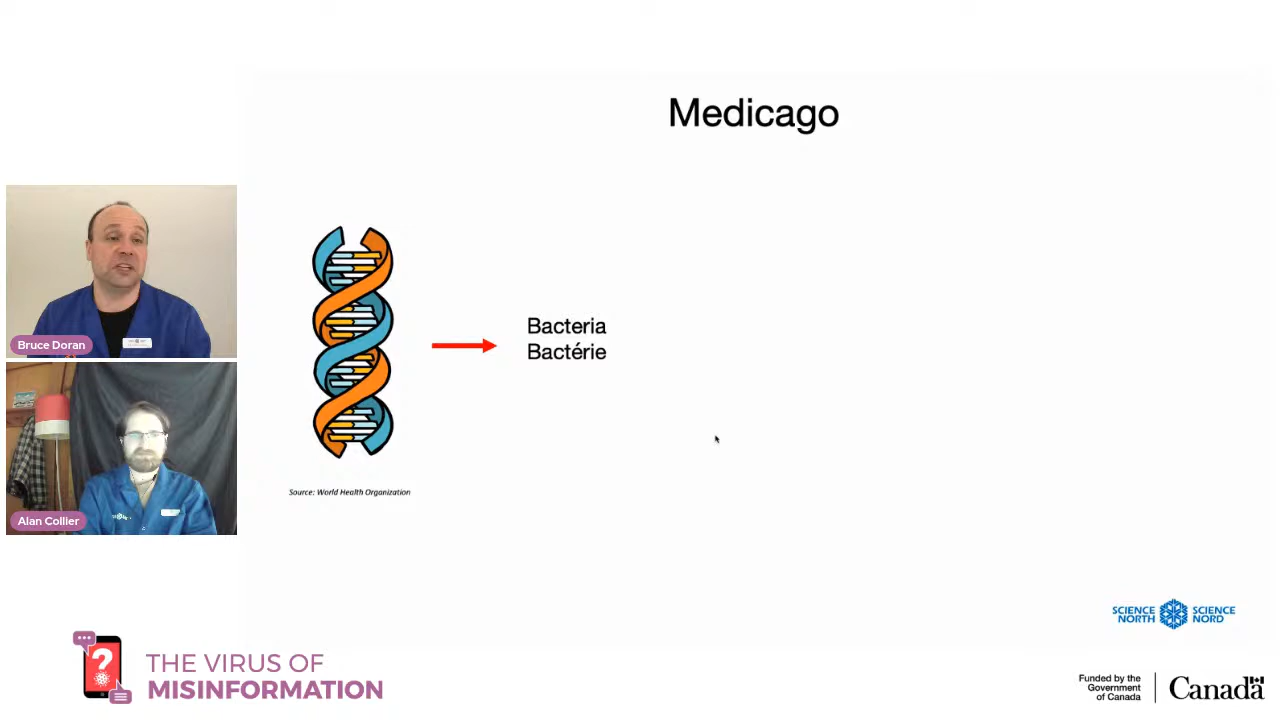 Medicago
Bruce Doran
Bacteria
Bactérie
Source: World Health Organization
Alan Collier
SCIENCE NORTH
SCIENCE NORD
THE VIRUS OF
MISINFORMATION
Funded by the
Government
of Canada
Canada